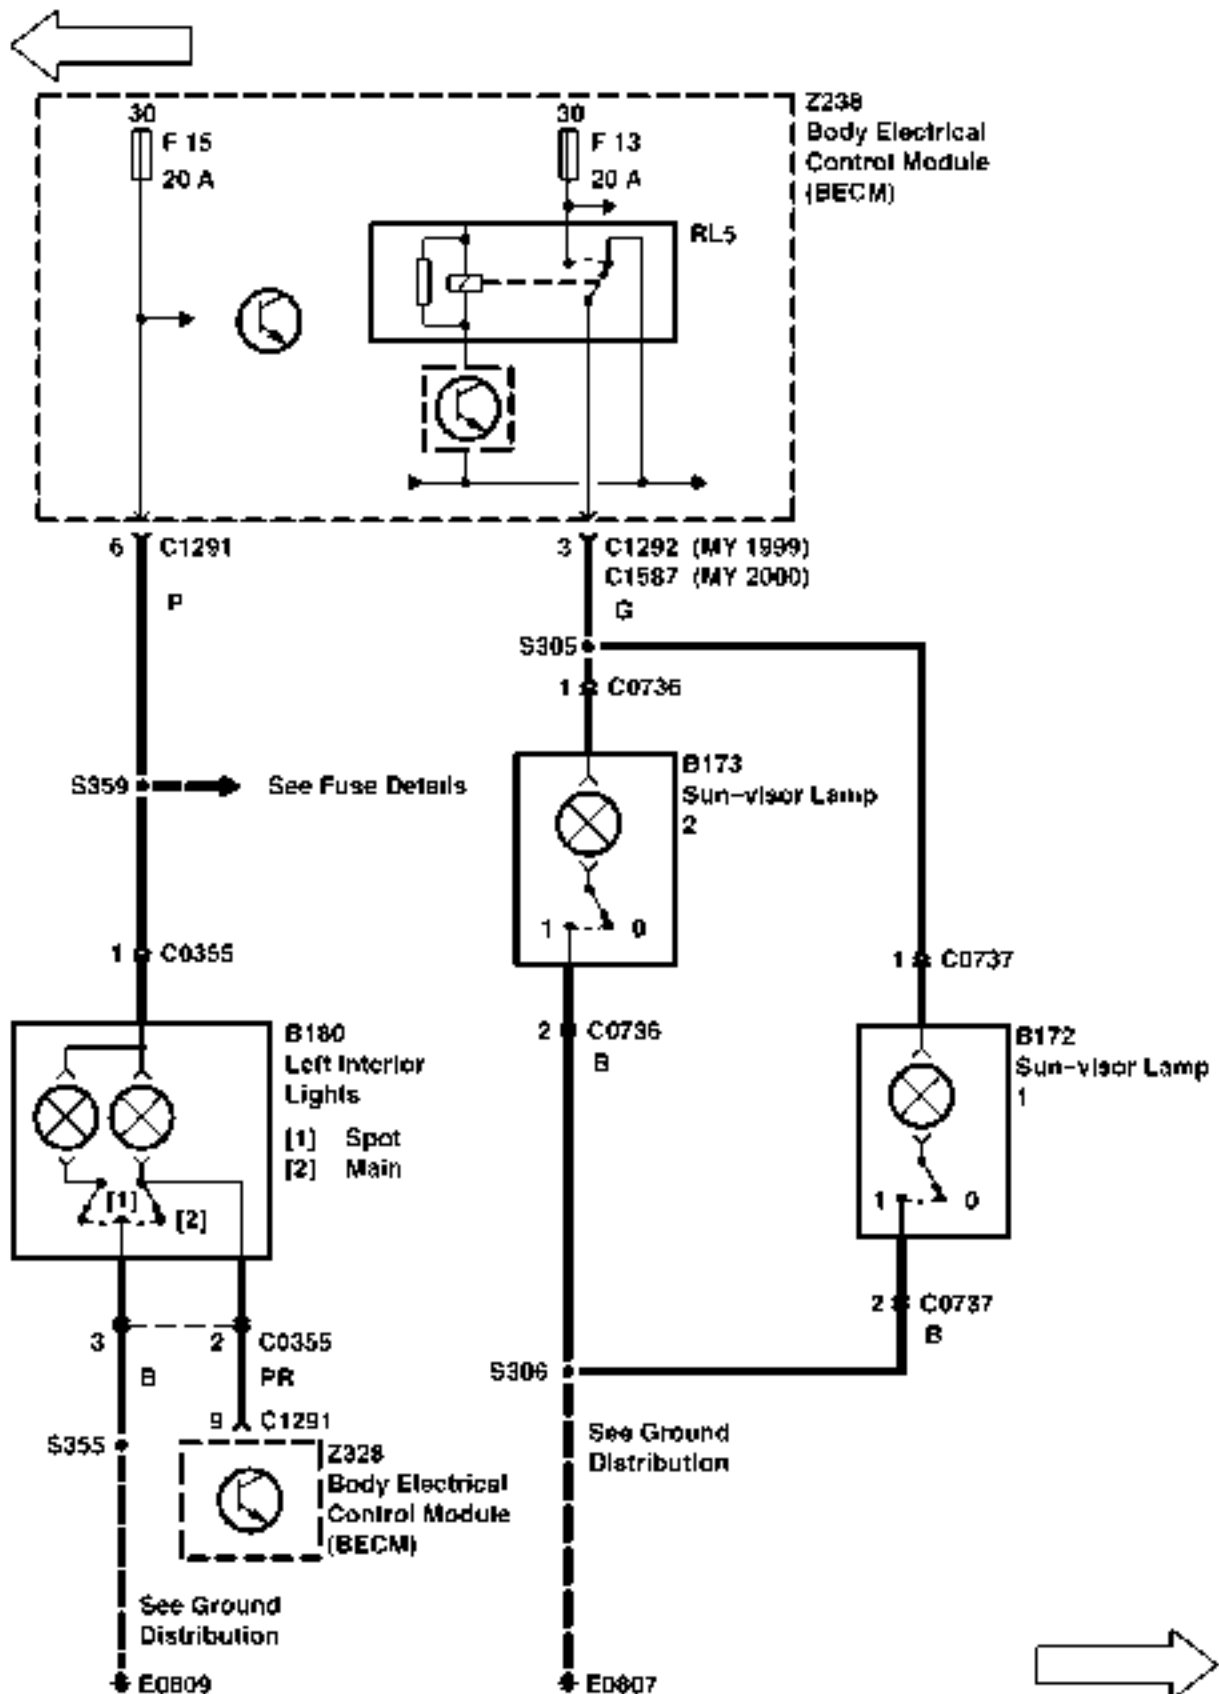 30
F 15
20 A
30
F 13
20 A
Z238
Body Electrical
Control Module
(BECM)
RL5
6 C1291
3 C1292 (MY 1999)
C1587 (MY 2000)
P
G
S305
1 C0736
S359
See Fuse Details
B173
Sun-visor Lamp
2
1 0
1 C0355
1 C0737
2 C0736
B
B180
Left Interior
Lights
[1] Spot
[2] Main
[1]
[2]
B172
Sun-visor Lamp
1
1 0
2 C0737
B
3 2 C0355
B PR
S306
9 C1291
S355
Z328
Body Electrical
Control Module
(BECM)
See Ground
Distribution
See Ground
Distribution
E0809
E0807